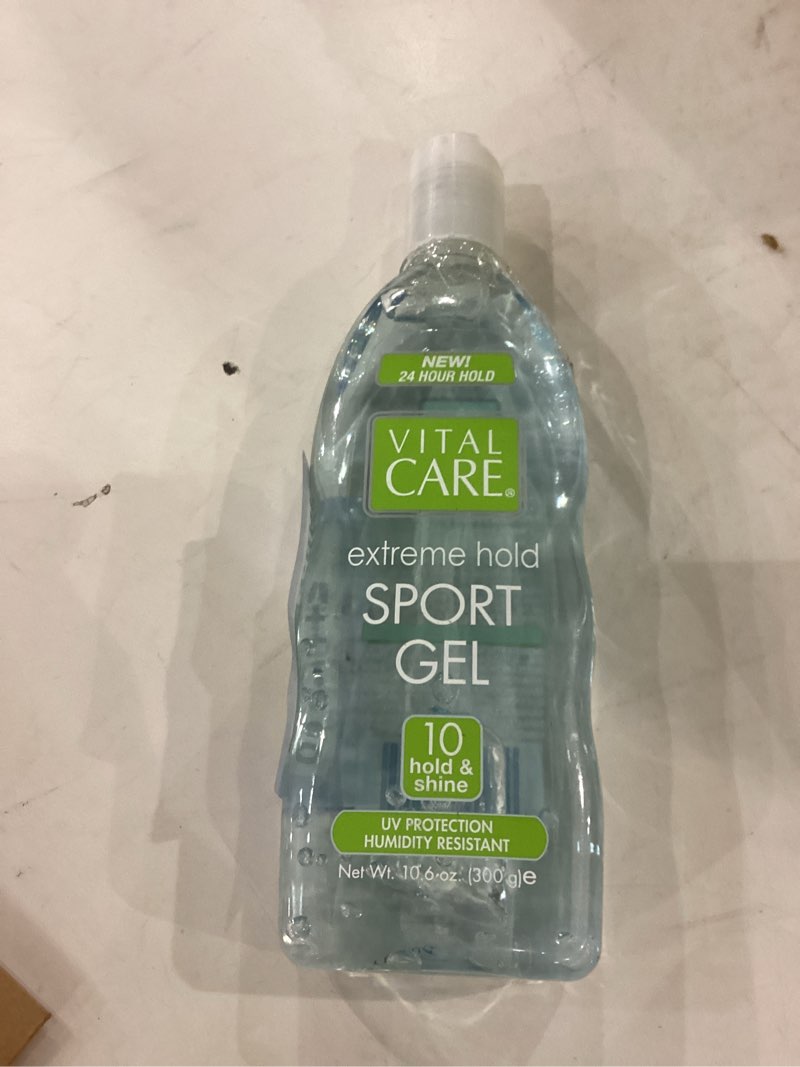 NEW!
24 HOUR HOLD
VITAL
CARE®
extreme hold
SPORT
GEL
10
hold &
shine
UV PROTECTION
HUMIDITY RESISTANT
Net Wt. 10.6 oz. (300 g)e